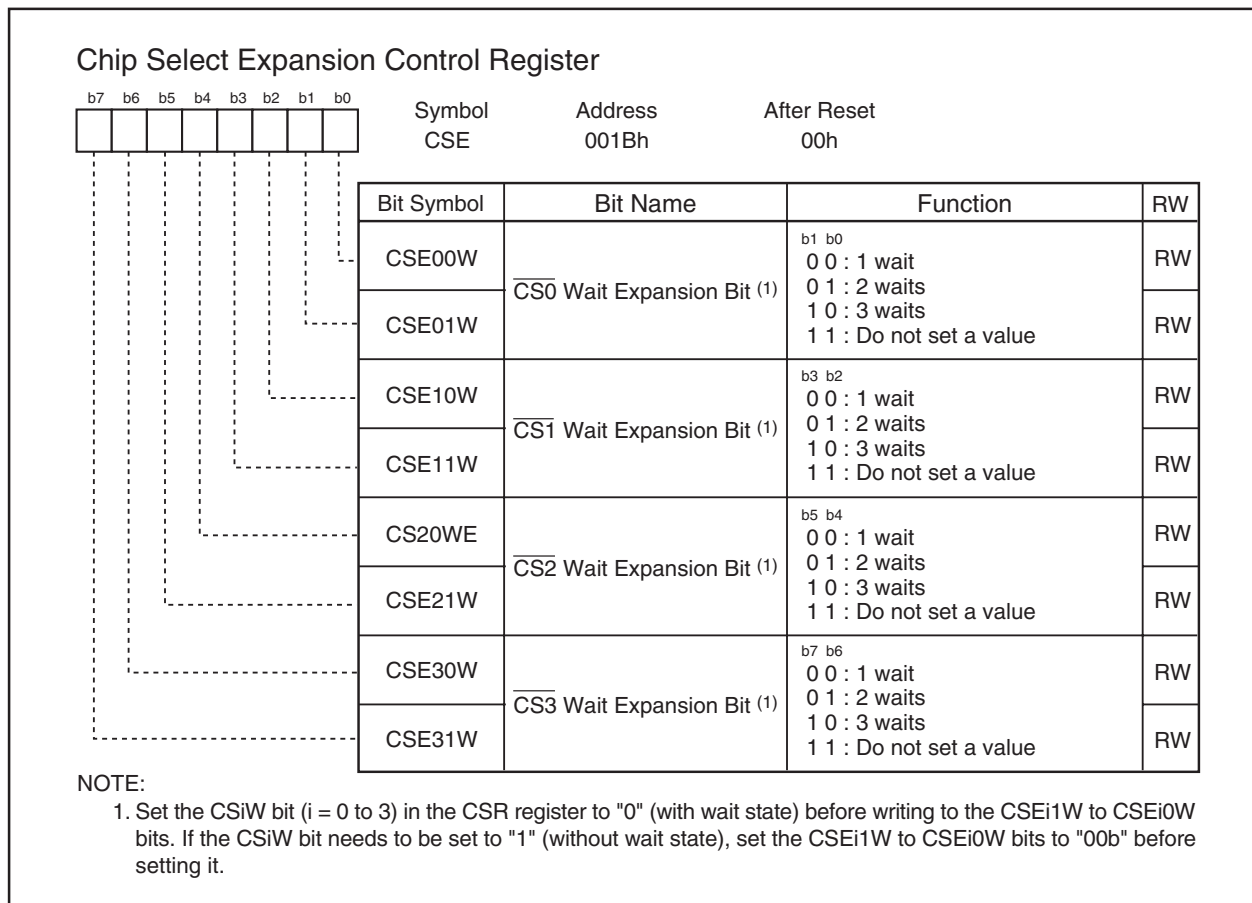 Chip Select Expansion Control Register
b7 b6 b5 b4 b3 b2 b1 b0
Symbol Address After Reset
CSE 001Bh 00h
Bit Symbol Bit Name Function RW
CSE00W CS0 Wait Expansion Bit (1) b1 b0 RW
0 0 : 1 wait
0 1 : 2 waits
1 0 : 3 waits
1 1 : Do not set a value
CSE01W RW
CSE10W CS1 Wait Expansion Bit (1) b3 b2 RW
0 0 : 1 wait
0 1 : 2 waits
1 0 : 3 waits
1 1 : Do not set a value
CSE11W RW
CS20WE CS2 Wait Expansion Bit (1) b5 b4 RW
0 0 : 1 wait
0 1 : 2 waits
1 0 : 3 waits
1 1 : Do not set a value
CSE21W RW
CSE30W CS3 Wait Expansion Bit (1) b7 b6 RW
0 0 : 1 wait
0 1 : 2 waits
1 0 : 3 waits
1 1 : Do not set a value
CSE31W RW
NOTE:
1. Set the CSiW bit (i = 0 to 3) in the CSR register to "0" (with wait state) before writing to the CSEi1W to CSEi0W
bits. If the CSiW bit needs to be set to "1" (without wait state), set the CSEi1W to CSEi0W bits to "00b" before
setting it.